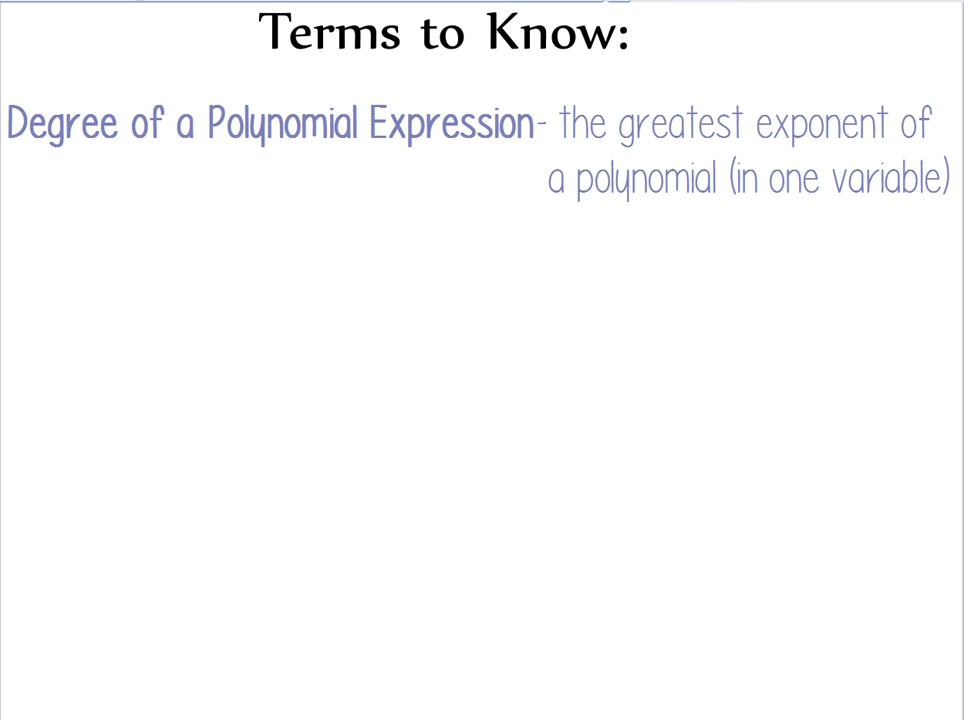 Terms to Know:
Degree of a Polynomial Expression- the greatest exponent of
a polynomial (in one variable)